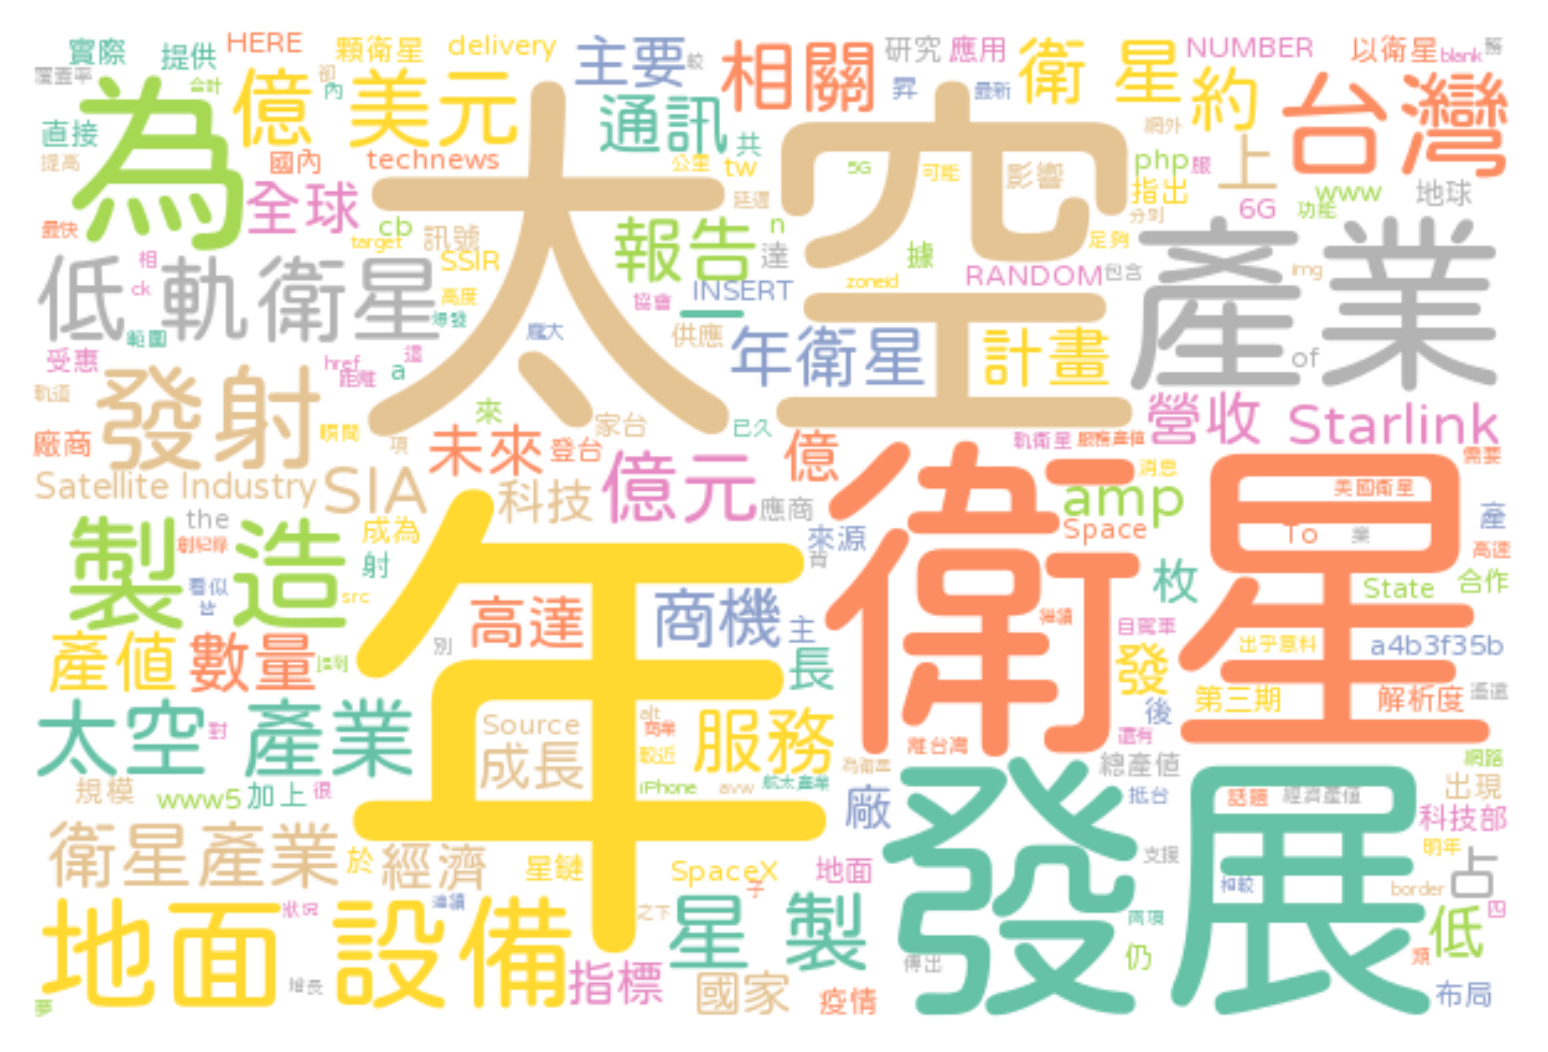 實際 提供 HERE 顆衛星 delivery 主要 較 相關 研究 應用 衛 星 NUMBER 以衛星 blank
覆蓋率 為 合計 億 卻 內 美元 通訊 昇 最新 約 台灣
直接 國內 technews 共 太空 網外 上
提高 全球 公里 tw 5G 可能 影響 php 服 指出 www 地球
最快 cb target 訊號 延遲 報告 n 達 據 足夠 分別 6G 功能 產業
低 相 ck 軌衛星 SSIR 高度 協會 INSERT 一 zoneid RANDOM 包含 img
範圍 爆發 龐大 供應 年衛星 計畫 of
受惠 href 距離 這 a
軌道 發射 瞬間 項 來 家台 已久 營收 Starlink
廠商 未來 登台 億 軌衛星 服務產值 消息 需要
Satellite Industry SIA 科技 億元 應商 衛星 amp 美國衛星
製造 the 創紀錄 成為 來源 背 Space To 業 產 高速
看似 皆 射 src 年 高達 商機 主 枚 State 合作
產值 數量 達到 別 長 繼續 自駕車 發 出乎意料 a4b3f35b
太空 產業 對 Source alt 商業 服務 後 第三期 解析度 遙遠
成長 較近 離台灣 還有 網路
規模 www5 加上 很 iPhone avw 航太產業 為衛星 總產值 發展 抵台 話題 經濟產值 出現
衛星產業 於 經濟 星鏈 SpaceX 子 廠 地面 支援 相較 科技部 明年 占
地面 狀況 設備 連續 之下 星 製 兩項 border 低 四
增長 指標 國家 疫情 傳出 仍 類 布局
夢